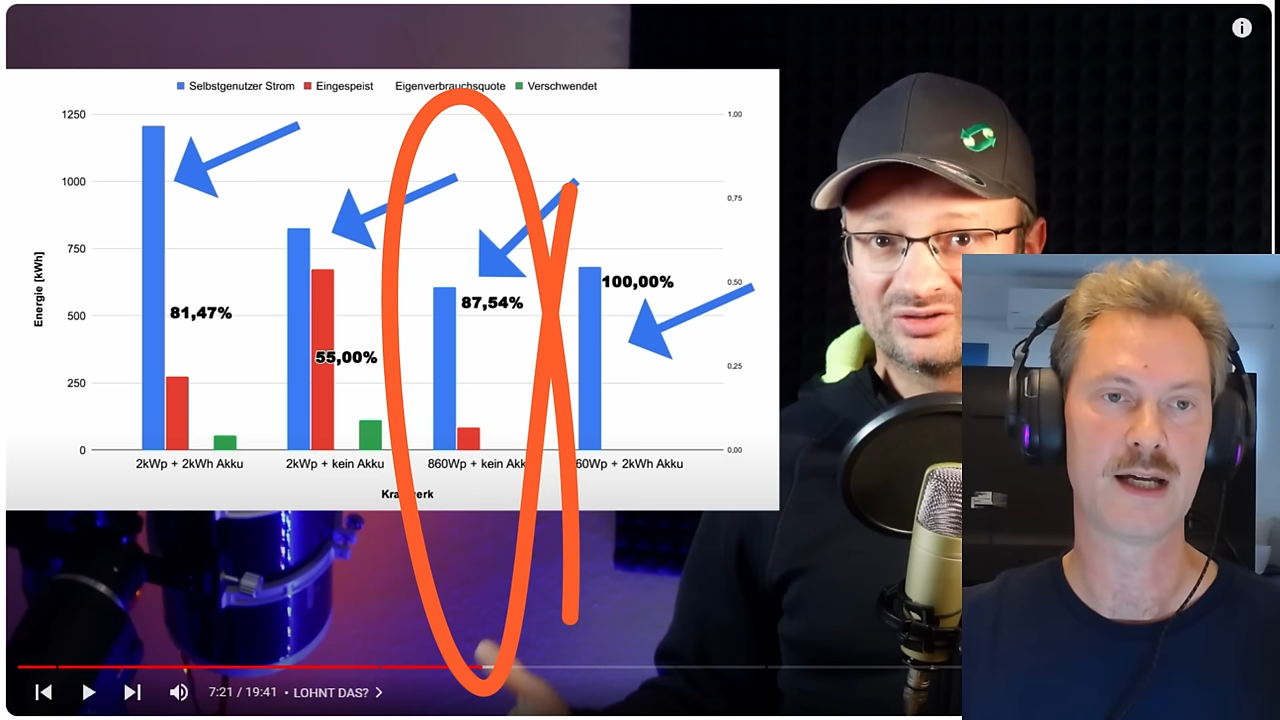 Selbstgenutzer Strom Eingespeist Eigenverbrauchsquote Verschwendet
1250
1000
750
500
250
0
1,00
0,75
0,50
0,25
0,00
Energie [kWh]
81,47%
55,00%
87,54%
100,00%
2kWp + 2kWh Akku
2kWp + kein Akku
860Wp + kein Akk
60Wp + 2kWh Akku
Kra werk
7:21 / 19:41 • LOHNT DAS? >